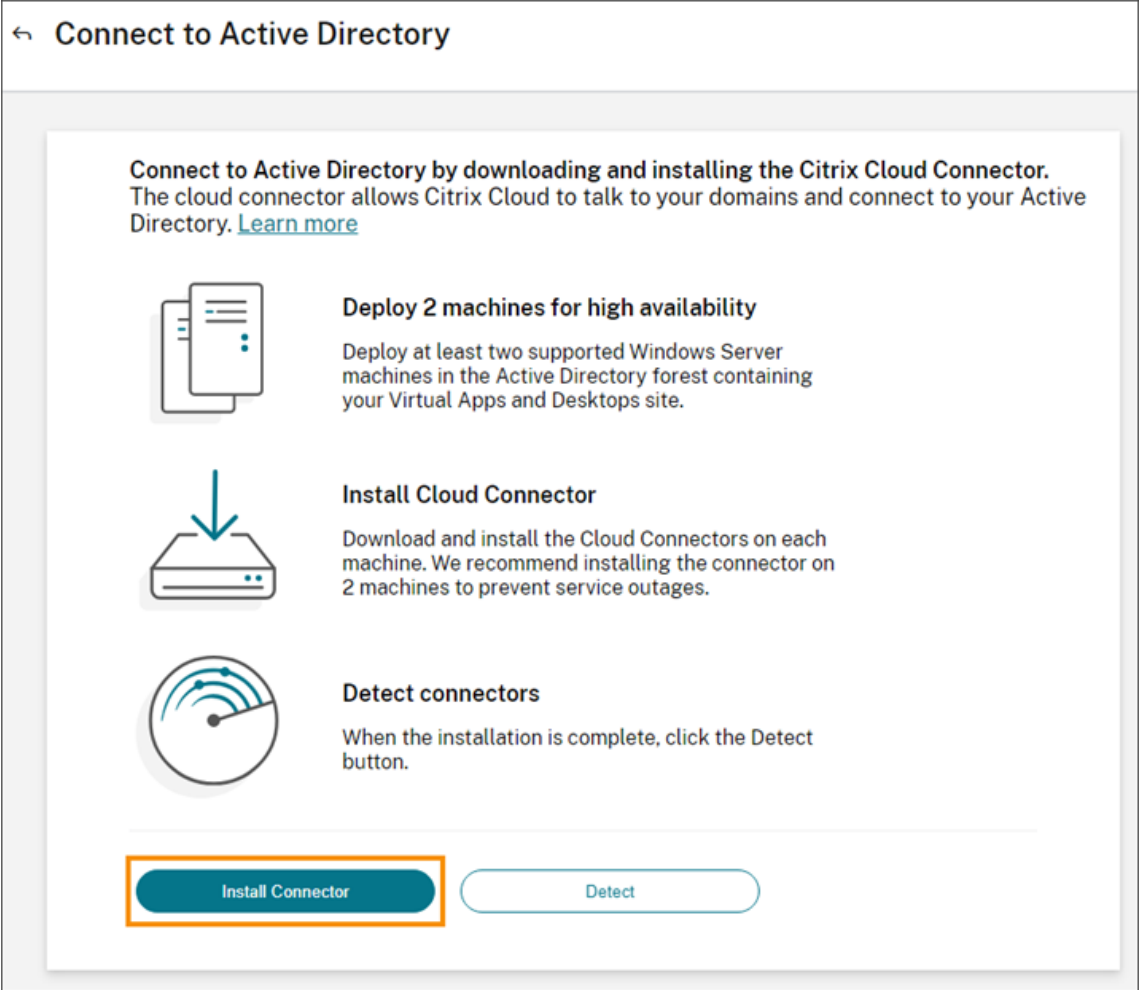 Connect to Active Directory
Connect to Active Directory by downloading and installing the Citrix Cloud Connector.
The cloud connector allows Citrix Cloud to talk to your domains and connect to your Active
Directory. Learn more
Deploy 2 machines for high availability
Deploy at least two supported Windows Server
machines in the Active Directory forest containing
your Virtual Apps and Desktops site.
Install Cloud Connector
Download and install the Cloud Connectors on each
machine. We recommend installing the connector on
2 machines to prevent service outages.
Detect connectors
When the installation is complete, click the Detect
button.
Install Connector
Detect